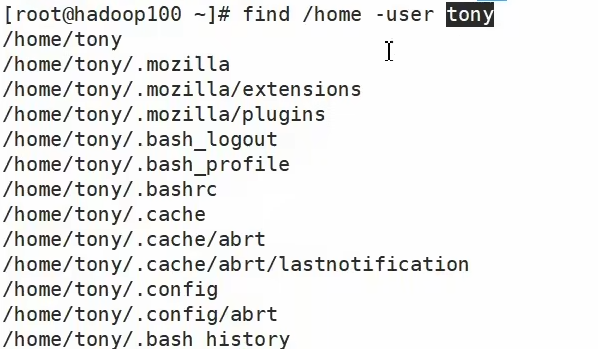 [root@hadoop100 ~]# find /home -user tony
/home/tony
/home/tony/.mozilla
/home/tony/.mozilla/extensions
/home/tony/.mozilla/plugins
/home/tony/.bash_logout
/home/tony/.bash_profile
/home/tony/.bashrc
/home/tony/.cache
/home/tony/.cache/abrt
/home/tony/.cache/abrt/lastnotification
/home/tony/.config
/home/tony/.config/abrt
/home/tony/.bash_history